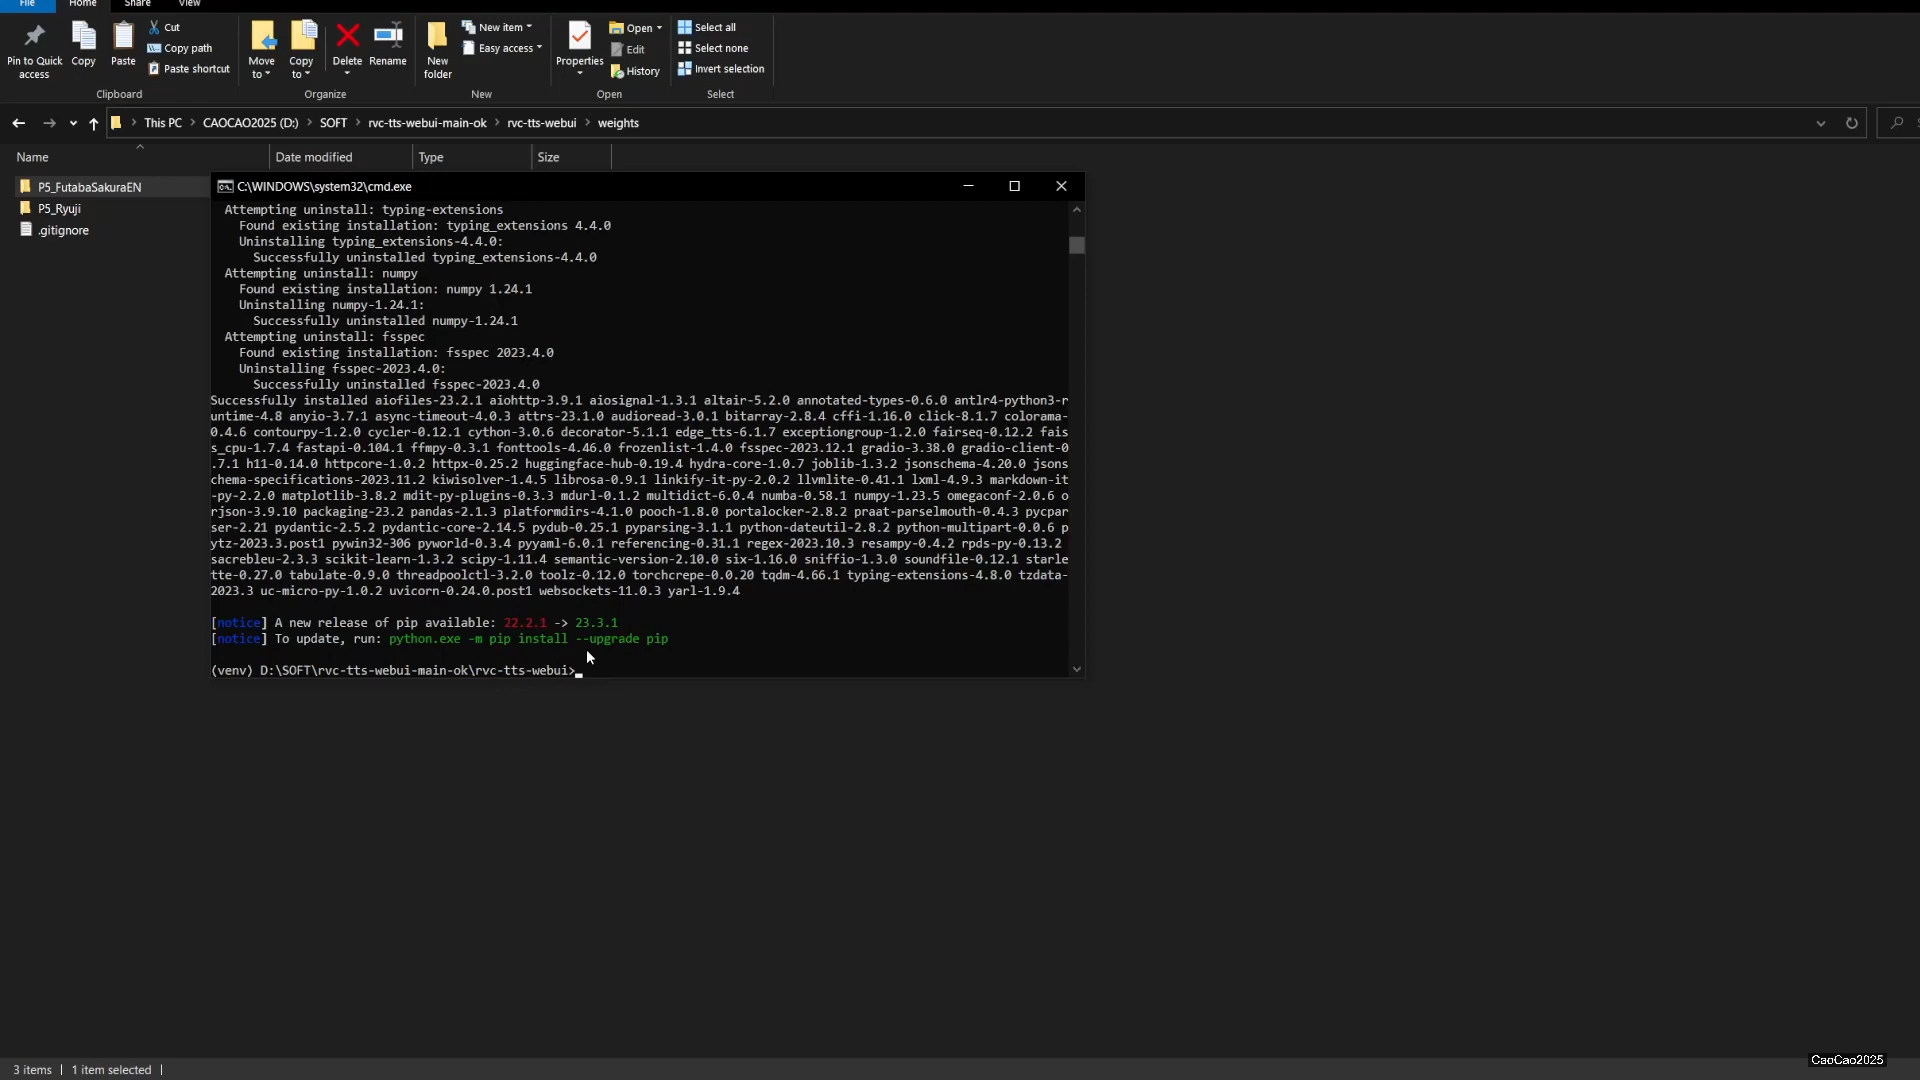 File Home Share View
Pin to Quick access
Copy
Paste
Cut
Copy path
Paste shortcut
Clipboard
Move to
Copy to
Delete
Rename
Organize
New folder
New item
Easy access
New
Properties
Open
Edit
History
Open
Select all
Select none
Invert selection
Select
This PC > CAOCAO2025 (D:) > SOFT > rvc-tts-webui-main-ok > rvc-tts-webui > weights
Name Date modified Type Size
P5_FutabaSakuraEN
P5_Ryuji
.gitignore
C:\WINDOWS\system32\cmd.exe
Attempting uninstall: typing-extensions
Found existing installation: typing_extensions 4.4.0
Uninstalling typing_extensions-4.4.0:
Successfully uninstalled typing_extensions-4.4.0
Attempting uninstall: numpy
Found existing installation: numpy 1.24.1
Uninstalling numpy-1.24.1:
Successfully uninstalled numpy-1.24.1
Attempting uninstall: fsspec
Found existing installation: fsspec 2023.4.0
Uninstalling fsspec-2023.4.0:
Successfully uninstalled fsspec-2023.4.0
Successfully installed aiofiles-23.2.1 aiohttp-3.9.1 aiosignal-1.3.1 altair-5.2.0 annotated-types-0.6.0 antlr4-python3-r
untime-4.8 anyio-3.7.1 async-timeout-4.0.3 attrs-23.1.0 audioread-3.0.1 bitarray-2.8.4 cffi-1.16.0 click-8.1.7 colorama-
0.4.6 contourpy-1.2.0 cycler-0.12.1 cython-3.0.6 decorator-5.1.1 edge_tts-6.1.7 exceptiongroup-1.2.0 fairseq-0.12.2 fais
s_cpu-1.7.4 fastapi-0.104.1 ffmpy-0.3.1 fonttools-4.46.0 frozenlist-1.4.0 fsspec-2023.12.1 gradio-3.38.0 gradio-client-0
.7.1 h11-0.14.0 httpcore-1.0.2 httpx-0.25.2 huggingface-hub-0.19.4 hydra-core-1.0.7 joblib-1.3.2 jsonschema-4.20.0 jsons
chema-specifications-2023.11.2 kiwisolver-1.4.5 librosa-0.9.1 linkify-it-py-2.0.2 llvmlite-0.41.1 lxml-4.9.3 markdown-it
-py-2.2.0 matplotlib-3.8.2 mdit-py-plugins-0.3.3 mdurl-0.1.2 multidict-6.0.4 numba-0.58.1 numpy-1.23.5 omegaconf-2.0.6 o
rjson-3.9.10 packaging-23.2 pandas-2.1.3 platformdirs-4.1.0 pooch-1.8.0 portalocker-2.8.2 praat-parselmouth-0.4.3 pycpar
ser-2.21 pydantic-2.5.2 pydantic-core-2.14.5 pydub-0.25.1 pyparsing-3.1.1 python-dateutil-2.8.2 python-multipart-0.0.6 p
ytz-2023.3.post1 pywin32-306 pyworld-0.3.4 pyyaml-6.0.1 referencing-0.31.1 regex-2023.10.3 resampy-0.4.2 rpds-py-0.13.2
sacrebleu-2.3.3 scikit-learn-1.3.2 scipy-1.11.4 semantic-version-2.10.0 six-1.16.0 sniffio-1.3.0 soundfile-0.12.1 starle
tte-0.27.0 tabulate-0.9.0 threadpoolctl-3.2.0 toolz-0.12.0 torchcrepe-0.0.20 tqdm-4.66.1 typing-extensions-4.8.0 tzdata-
2023.3 uc-micro-py-1.0.2 uvicorn-0.24.0.post1 websockets-11.0.3 yarl-1.9.4
[notice] A new release of pip available: 22.2.1 -> 23.3.1
[notice] To update, run: python.exe -m pip install --upgrade pip
(venv) D:\SOFT\rvc-tts-webui-main-ok\rvc-tts-webui>
3 items 1 item selected
CaoCao2025